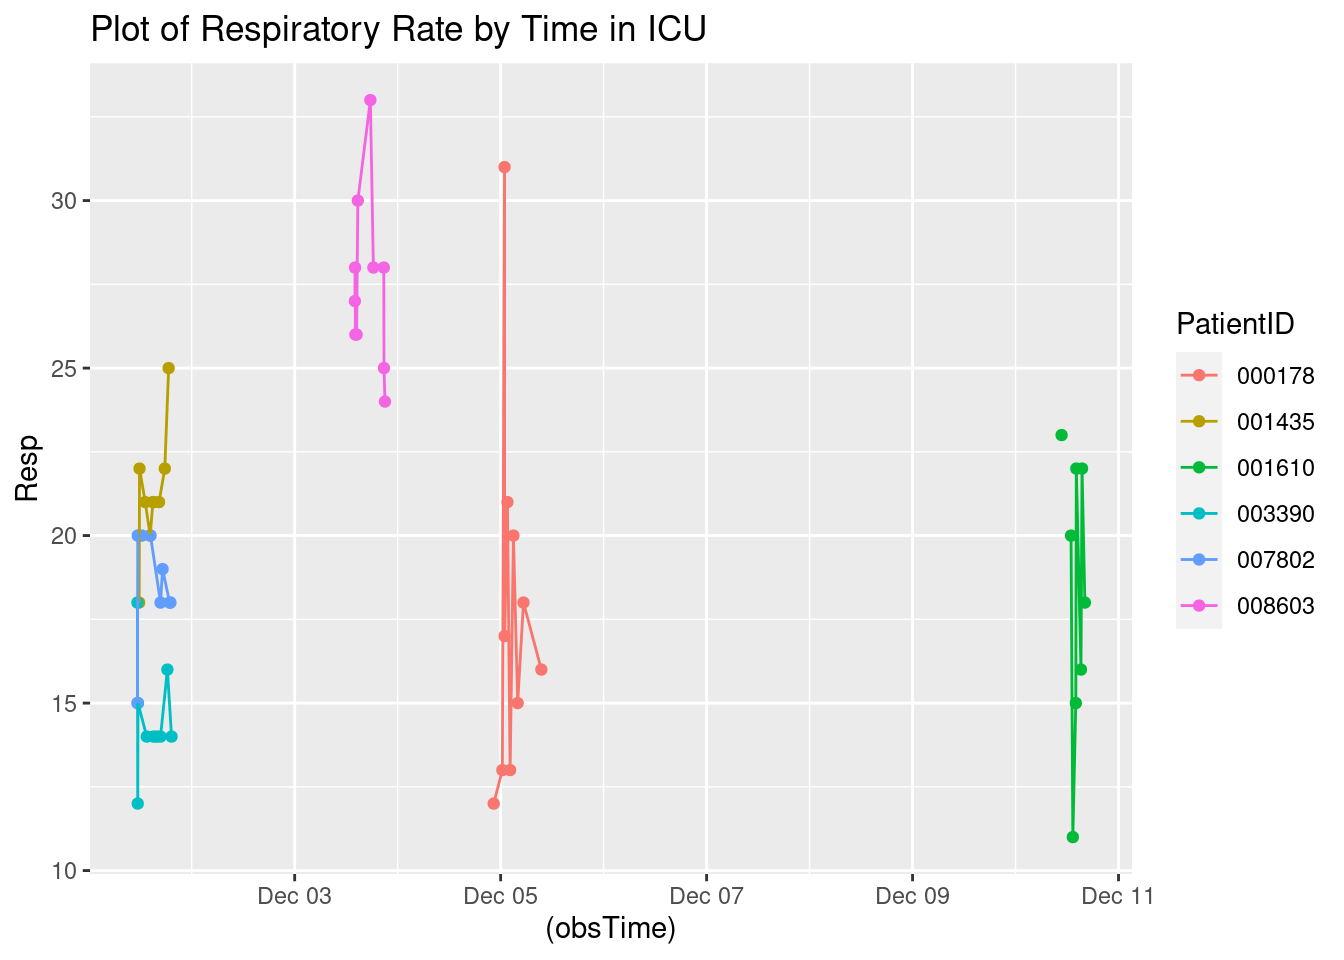 Plot of Respiratory Rate by Time in ICU
Resp
30
25
20
15
10
Dec 03 Dec 05 Dec 07 Dec 09 Dec 11
(obsTime)
PatientID
000178
001435
001610
003390
007802
008603